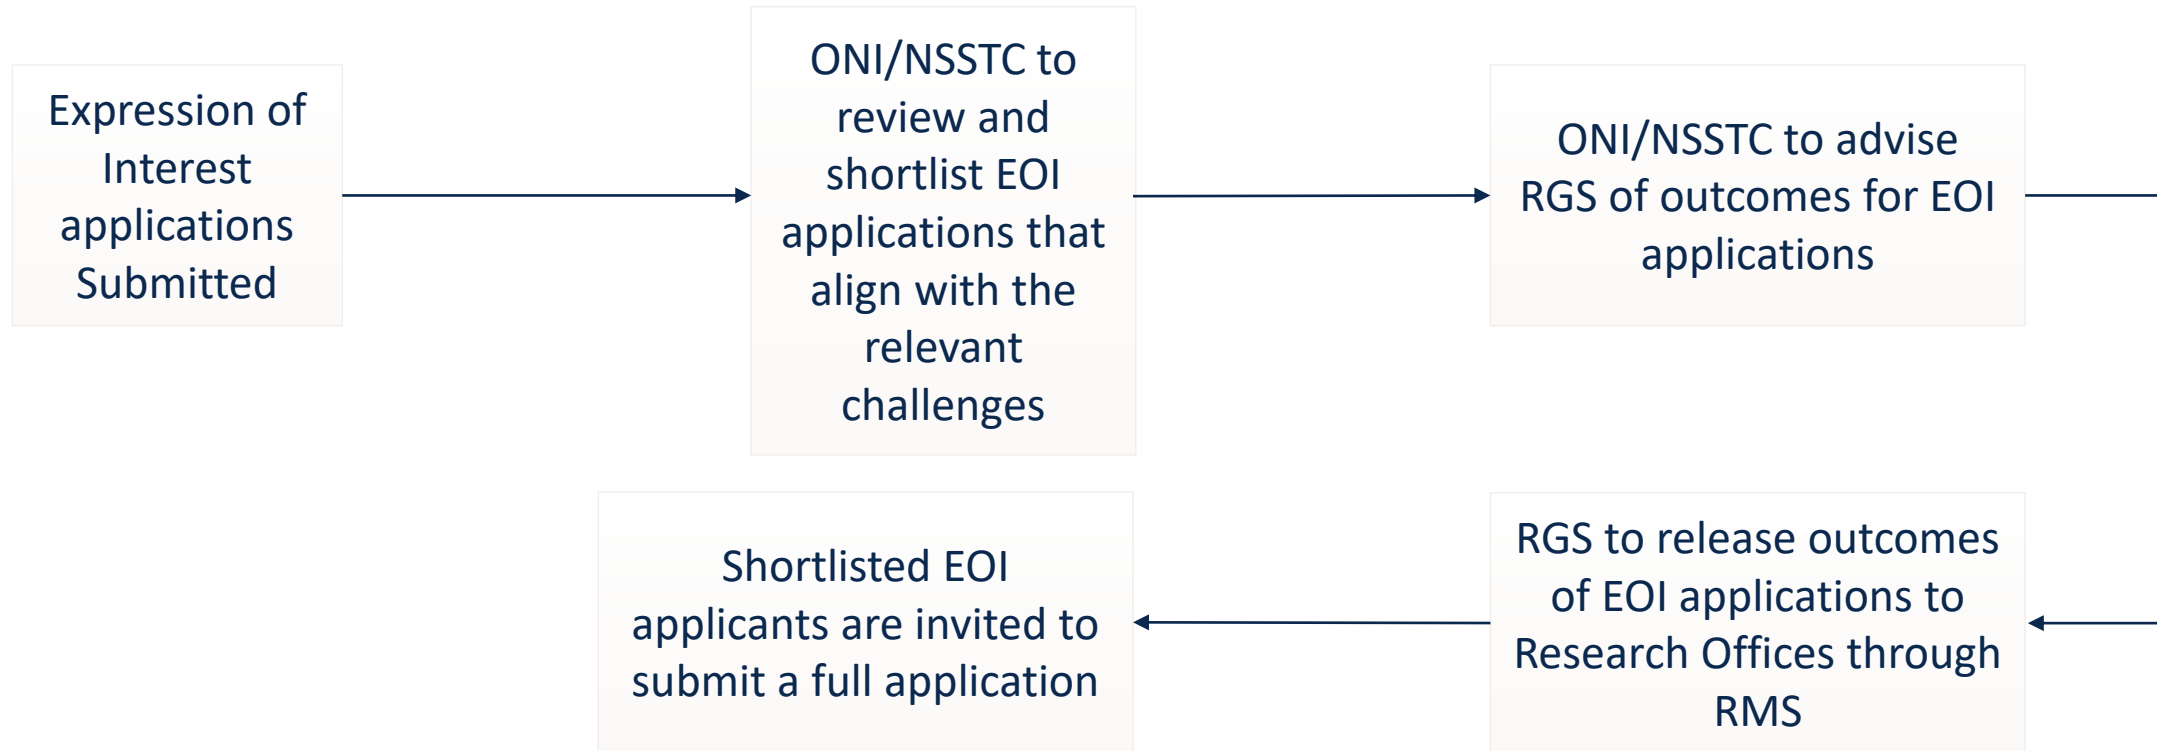 Expression of
Interest
applications
Submitted
ONI/NSSTC to
review and
shortlist EOI
applications that
align with the
relevant
challenges
ONI/NSSTC to advise
RGS of outcomes for EOI
applications
RGS to release outcomes
of EOI applications to
Research Offices through
RMS
Shortlisted EOI
applicants are invited to
submit a full application